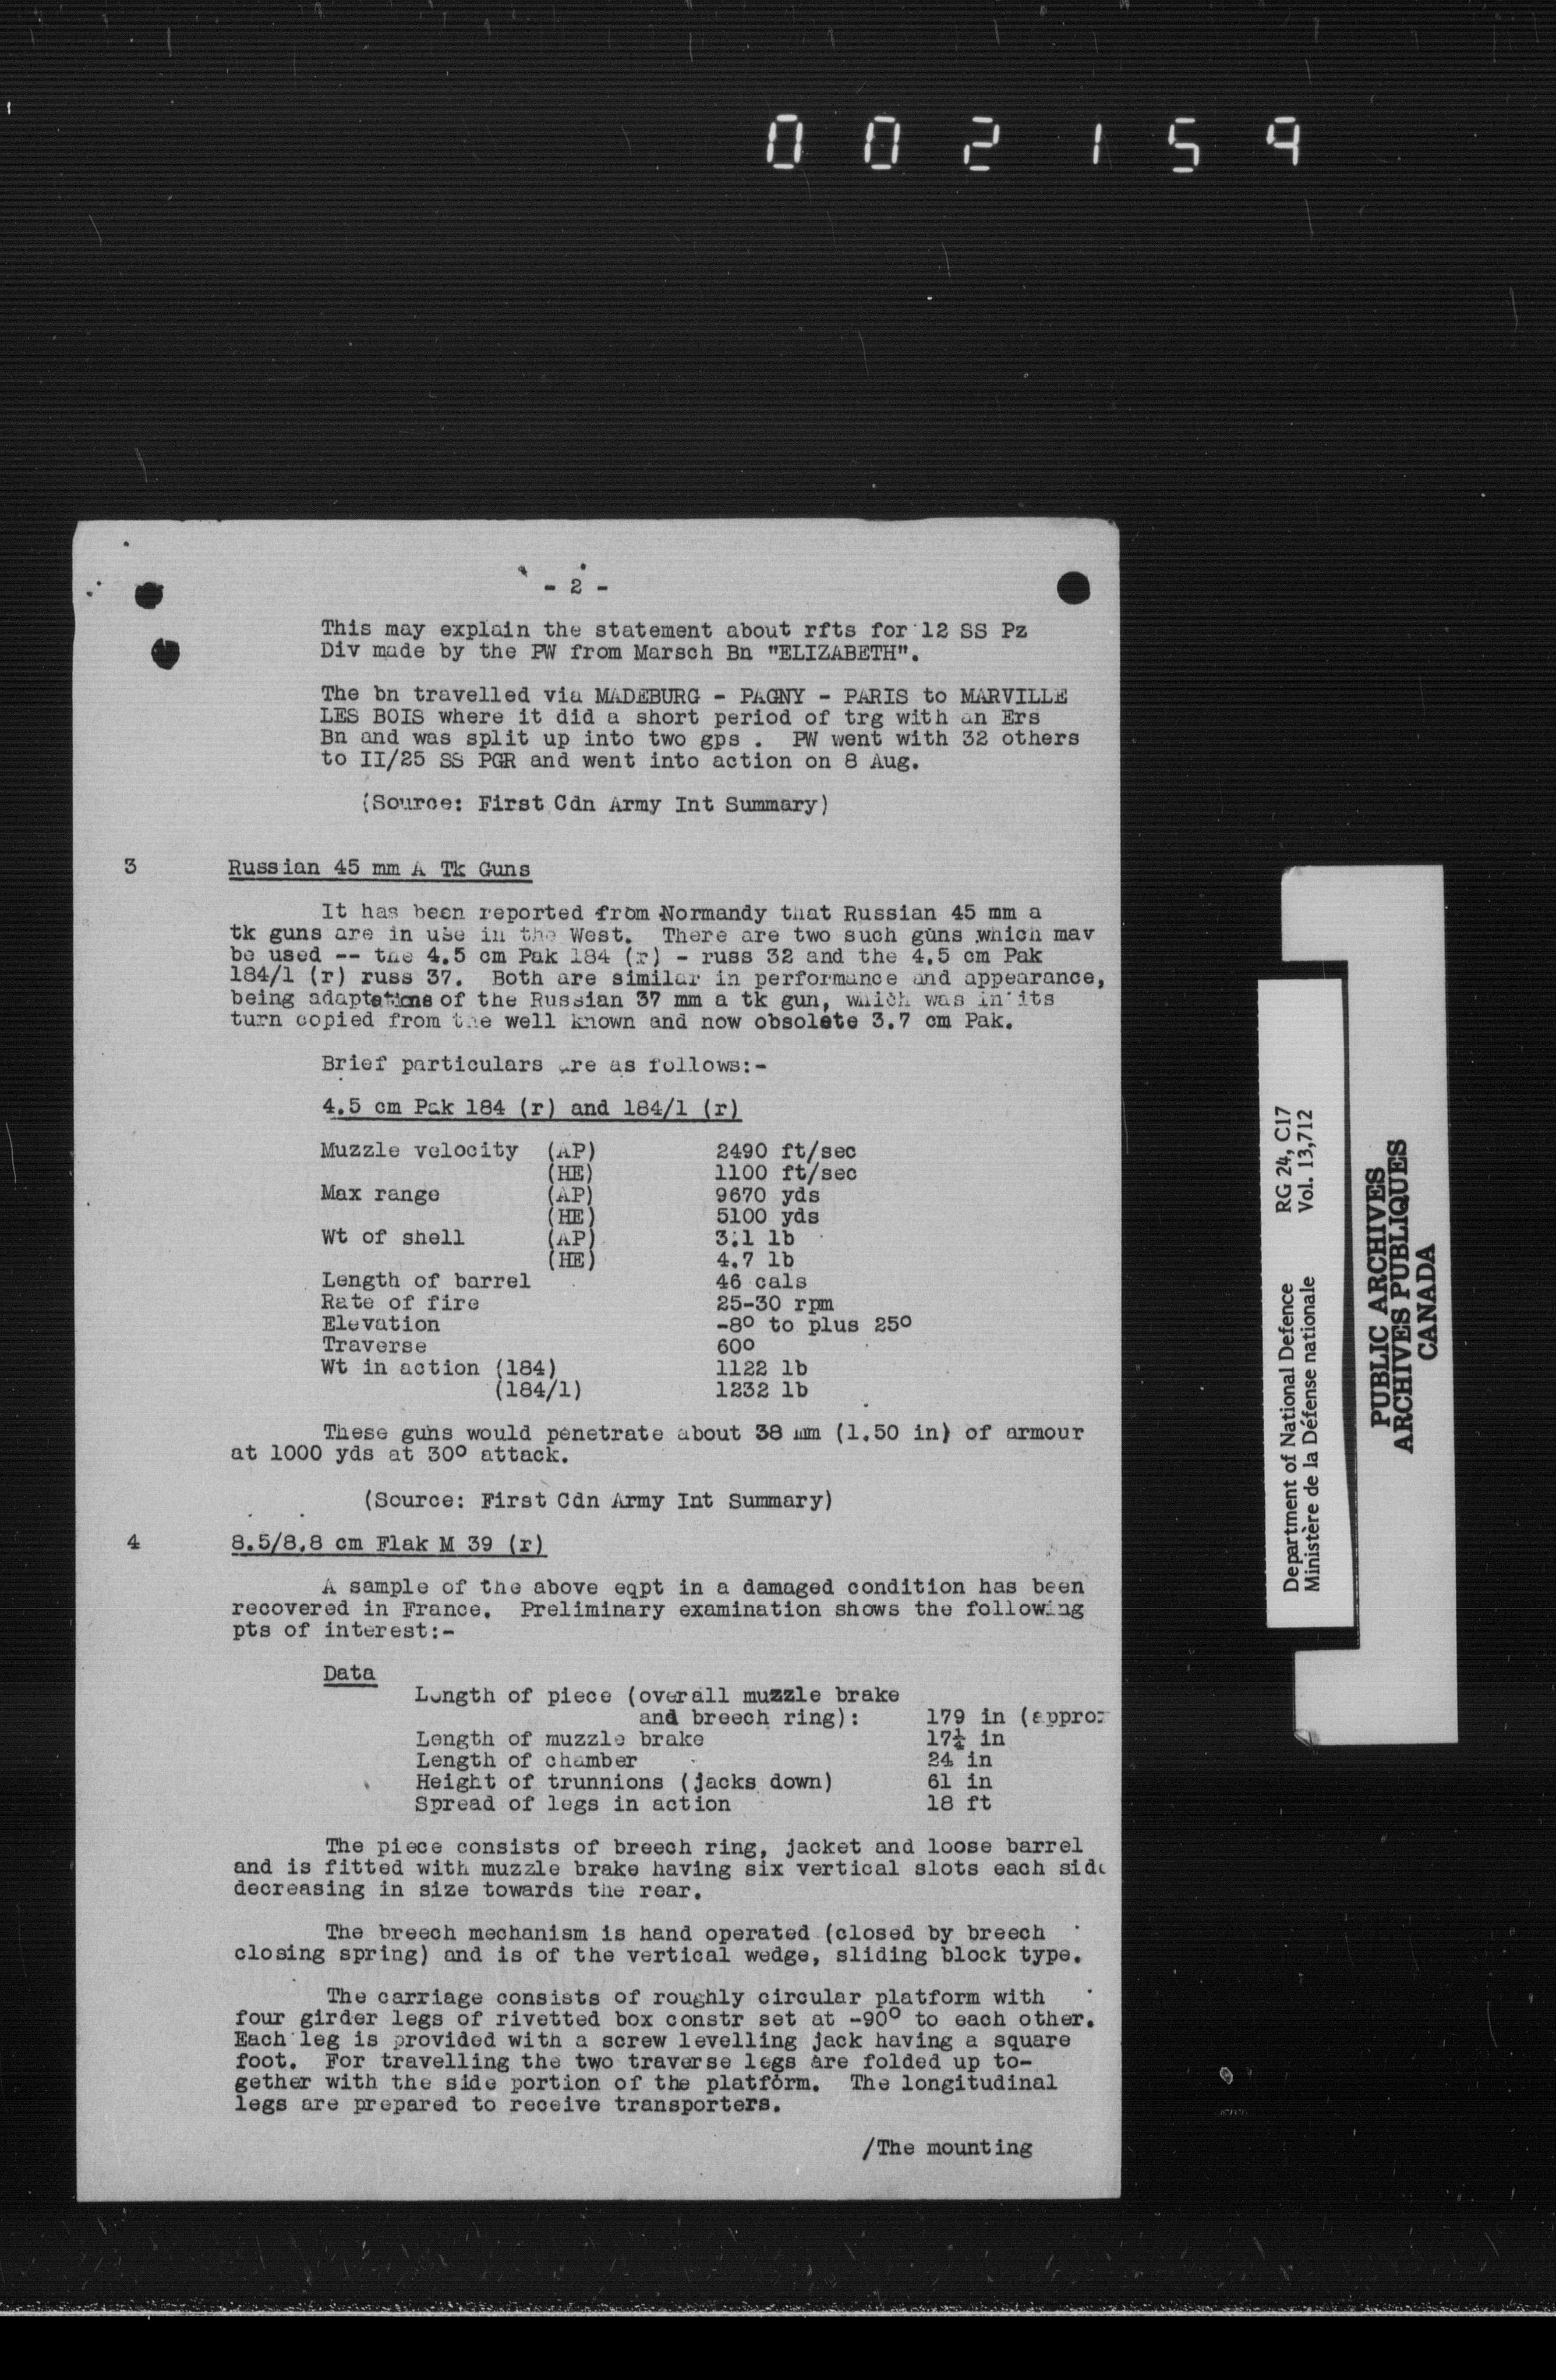 002159
- 2 -
This may explain the statement about rfts for 12 SS Pz
Div made by the PW from Marsch Bn "ELIZABETH".
The bn travelled via MADEBURG - PAGNY - PARIS to MARVILLE
LES BOIS where it did a short period of trg with an Ers
Bn and was split up into two gps . PW went with 32 others
to II/25 SS PGR and went into action on 8 Aug.
(Source: First Cdn Army Int Summary)
3 Russian 45 mm A Tk Guns
It has been reported from Normandy that Russian 45 mm a
tk guns are in use in the West. There are two such guns which may
be used -- the 4.5 cm Pak 184 (r) - russ 32 and the 4.5 cm Pak
184/1 (r) russ 37. Both are similar in performance and appearance,
being adaptations of the Russian 37 mm a tk gun, which was in its
turn copied from the well known and now obsolete 3.7 cm Pak.
Brief particulars are as follows:-
4.5 cm Pak 184 (r) and 184/1 (r)
Muzzle velocity (AP) 2490 ft/sec
(HE) 1100 ft/sec
Max range (AP) 9670 yds
(HE) 5100 yds
Wt of shell (AP) 3.1 lb
(HE) 4.7 lb
Length of barrel 46 cals
Rate of fire 25-30 rpm
Elevation -8° to plus 25°
Traverse 60°
Wt in action (184) 1122 lb
(184/1) 1232 lb
These guns would penetrate about 38 mm (1.50 in) of armour
at 1000 yds at 30° attack.
(Source: First Cdn Army Int Summary)
4 8.5/8.8 cm Flak M 39 (r)
A sample of the above eqpt in a damaged condition has been
recovered in France. Preliminary examination shows the following
pts of interest:-
Data
Length of piece (overall muzzle brake
and breech ring): 179 in (approx
Length of muzzle brake 17¼ in
Length of chamber 24 in
Height of trunnions (jacks down) 61 in
Spread of legs in action 18 ft
The piece consists of breech ring, jacket and loose barrel
and is fitted with muzzle brake having six vertical slots each side
decreasing in size towards the rear.
The breech mechanism is hand operated (closed by breech
closing spring) and is of the vertical wedge, sliding block type.
The carriage consists of roughly circular platform with
four girder legs of rivetted box constr set at -90° to each other.
Each leg is provided with a screw levelling jack having a square
foot. For travelling the two traverse legs are folded up to-
gether with the side portion of the platform. The longitudinal
legs are prepared to receive transporters.
/The mounting
Department of National Defence RG 24, C17
Ministère de la Défense nationale Vol. 13,712
PUBLIC ARCHIVES
ARCHIVES PUBLIQUES
CANADA